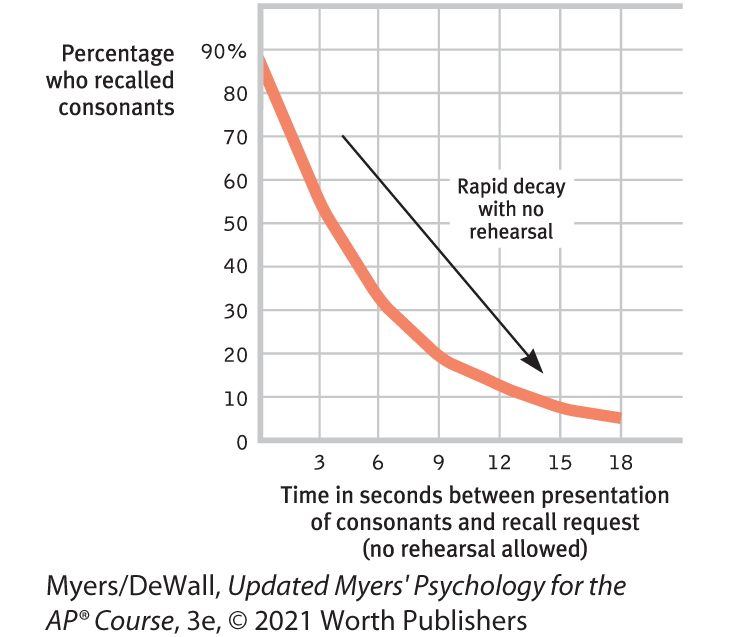 Percentage
who recalled
consonants
90%
80
70
60
50
40
30
20
10
0
Rapid decay
with no
rehearsal
3 6 9 12 15 18
Time in seconds between presentation
of consonants and recall request
(no rehearsal allowed)
Myers/DeWall, Updated Myers' Psychology for the
AP® Course, 3e, © 2021 Worth Publishers